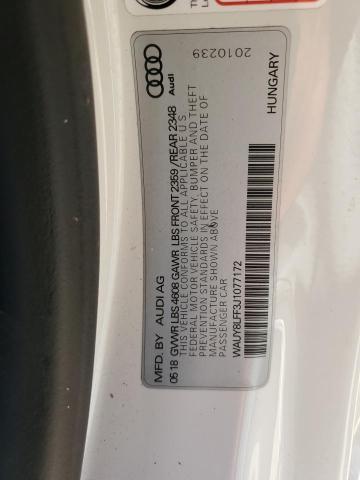 MFD. BY AUDI AG
Audi
05 18 GVWR LBS 4608 GAWR LBS FRONT 2359 / REAR 2348
THIS VEHICLE CONFORMS TO ALL APPLICABLE U S
FEDERAL MOTOR VEHICLE SAFETY, BUMPER AND THEFT
PREVENTION STANDARDS IN EFFECT ON THE DATE OF
MANUFACTURE SHOWN ABOVE
PASSENGER CAR
WAUY8LFF3J1077172
2010239
HUNGARY